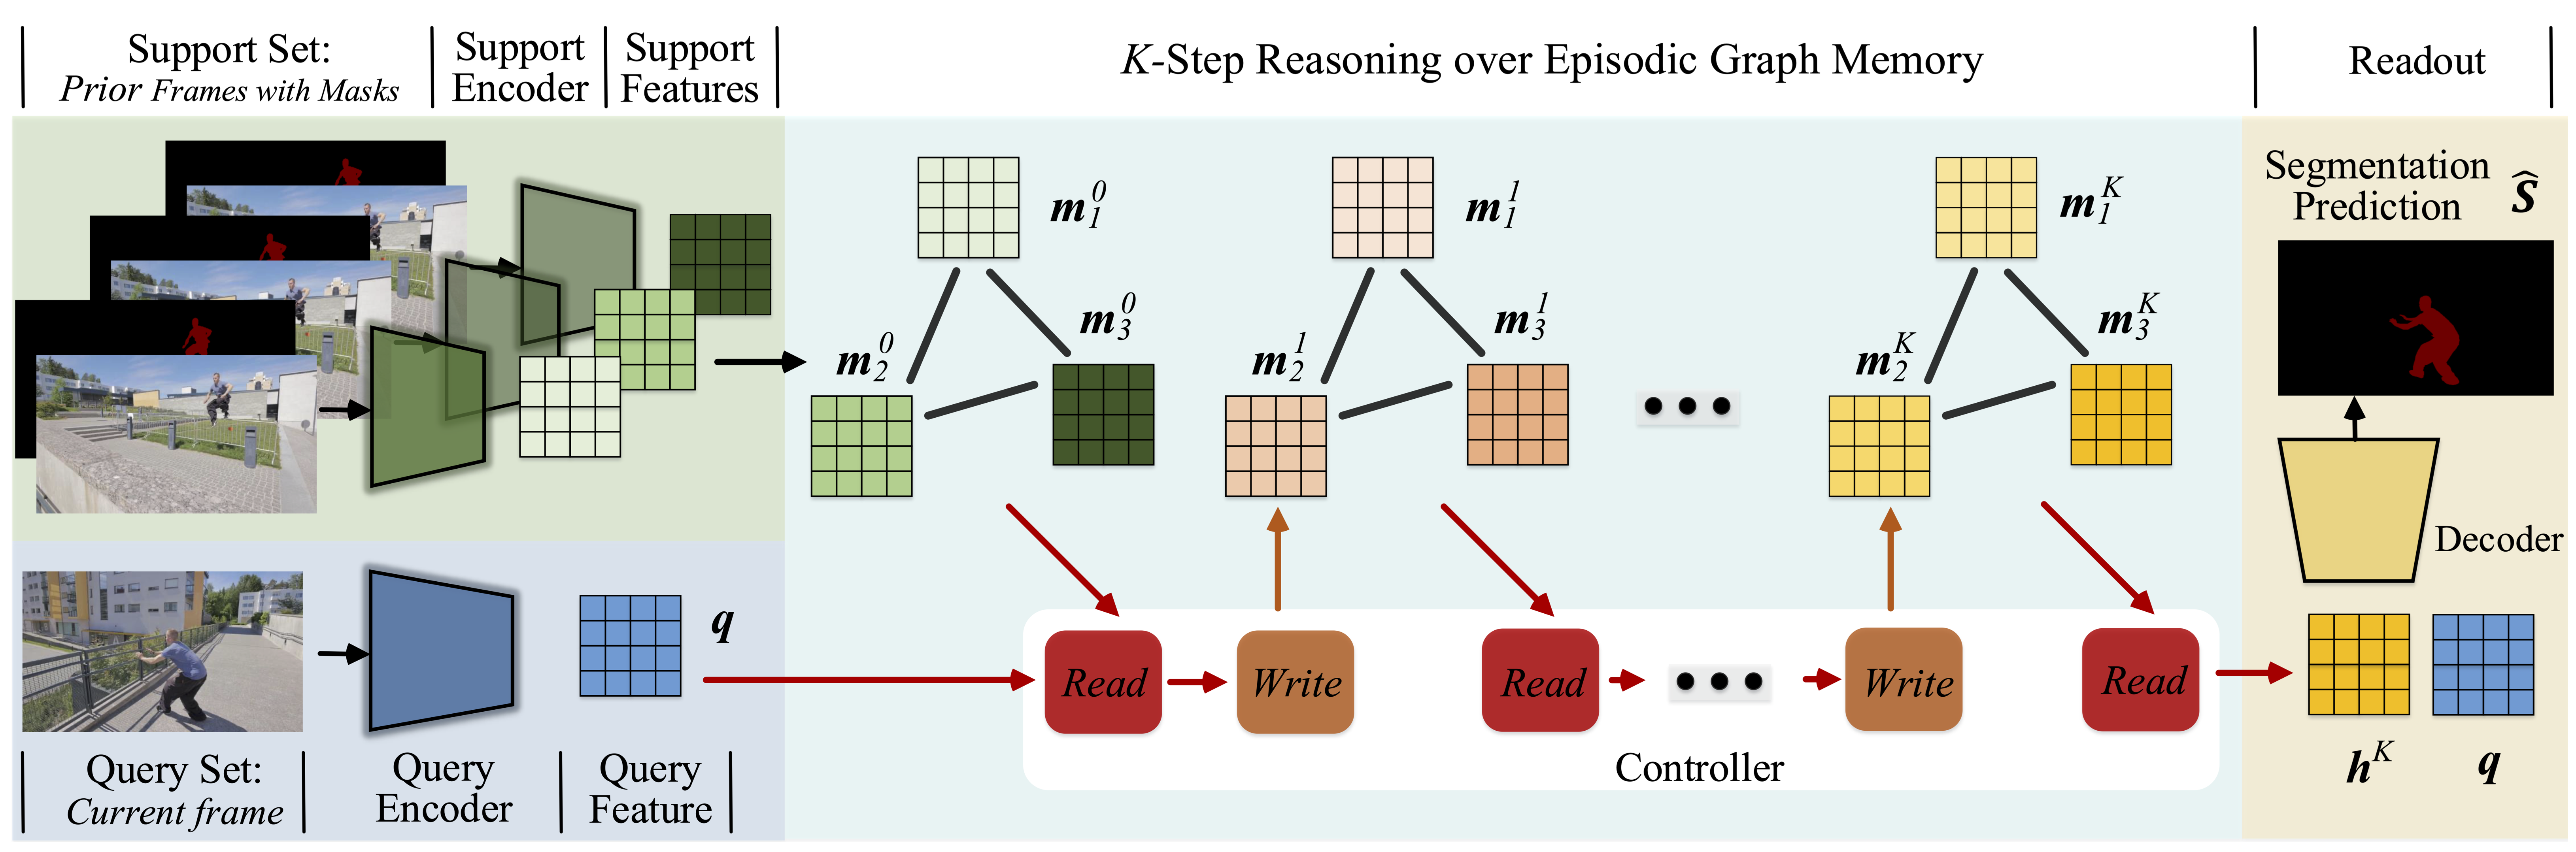 Support Set:
Prior Frames with Masks
Support
Encoder
Support
Features
K-Step Reasoning over Episodic Graph Memory
Readout
m_1^0
m_2^0
m_3^0
m_1^1
m_2^1
m_3^1
m_1^K
m_2^K
m_3^K
Segmentation
Prediction Ŝ
Decoder
q
Read
Write
Read
Write
Read
Controller
h^K
q
Query Set:
Current frame
Query
Encoder
Query
Feature